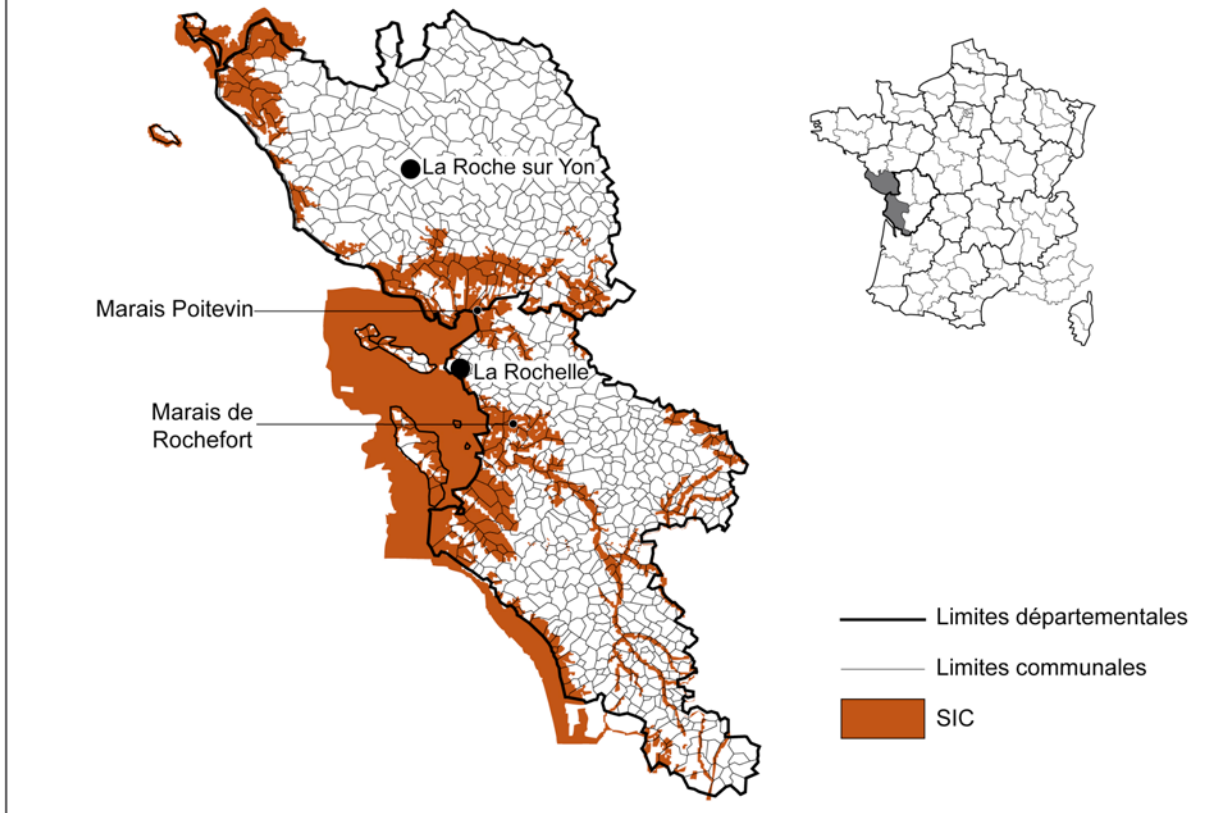 La Roche sur Yon
Marais Poitevin
La Rochelle
Marais de
Rochefort
Limites départementales
Limites communales
SIC